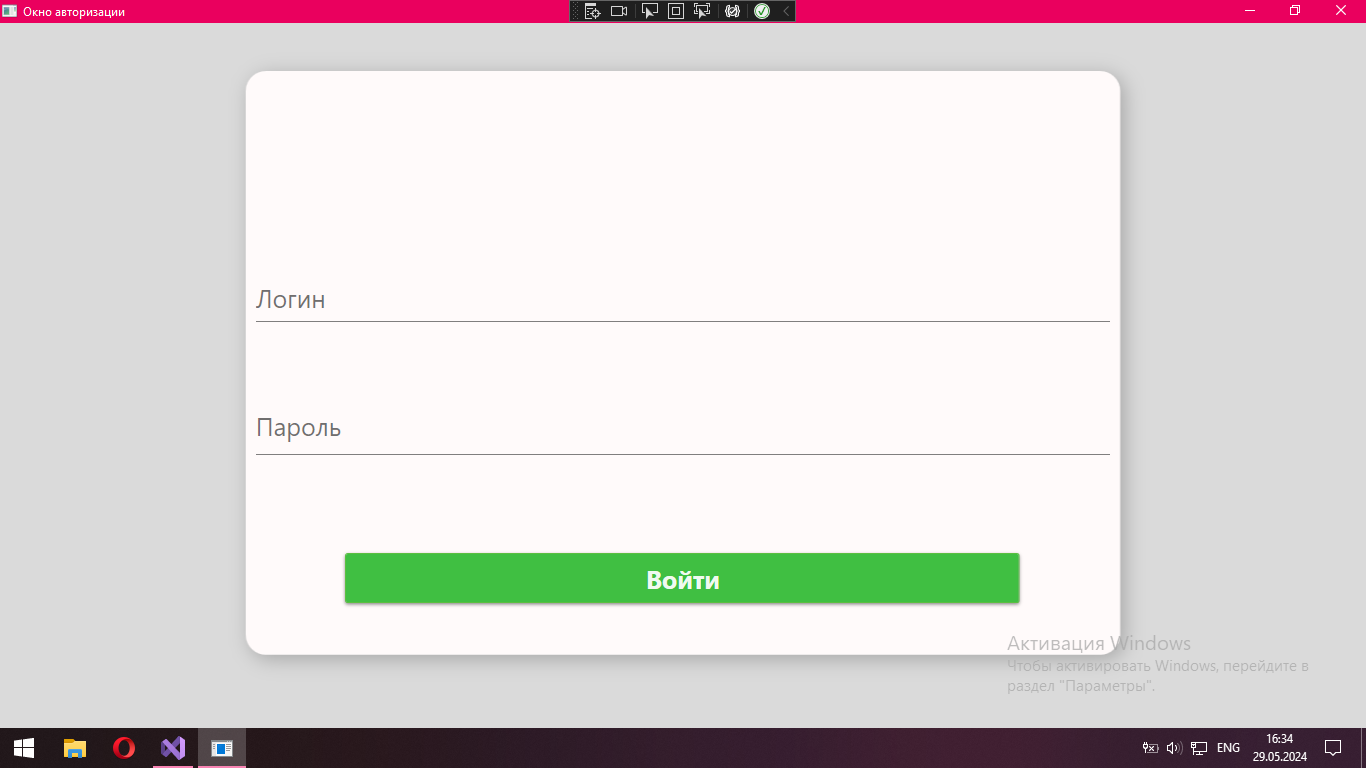 Окно авторизации
Логин
Пароль
Войти
Активация Windows
Чтобы активировать Windows, перейдите в
раздел "Параметры".
ENG
16:34
29.05.2024